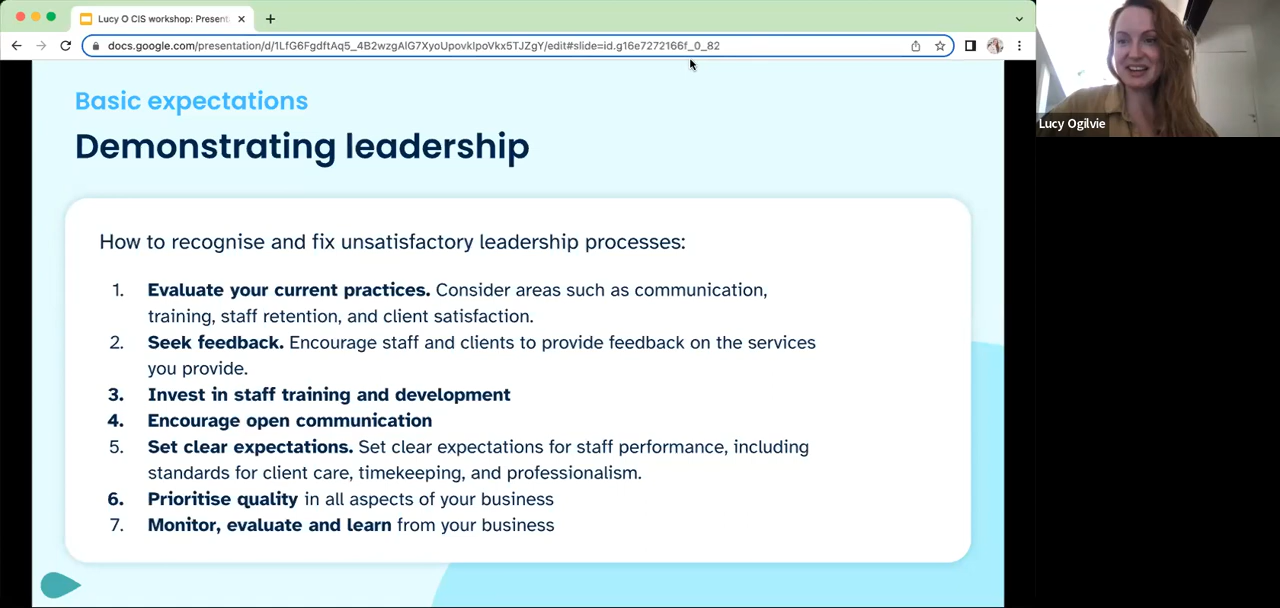 Lucy O CIS workshop: Present
docs.google.com/presentation/d/1LfG6FgdftAq5_4B2wzgAlG7XyoUpovkIpoVkx5TJZgY/edit#slide=id.g16e7272166f_0_82
Lucy Ogilvie
Basic expectations
Demonstrating leadership
How to recognise and fix unsatisfactory leadership processes:
1. Evaluate your current practices. Consider areas such as communication,
training, staff retention, and client satisfaction.
2. Seek feedback. Encourage staff and clients to provide feedback on the services
you provide.
3. Invest in staff training and development
4. Encourage open communication
5. Set clear expectations. Set clear expectations for staff performance, including
standards for client care, timekeeping, and professionalism.
6. Prioritise quality in all aspects of your business
7. Monitor, evaluate and learn from your business